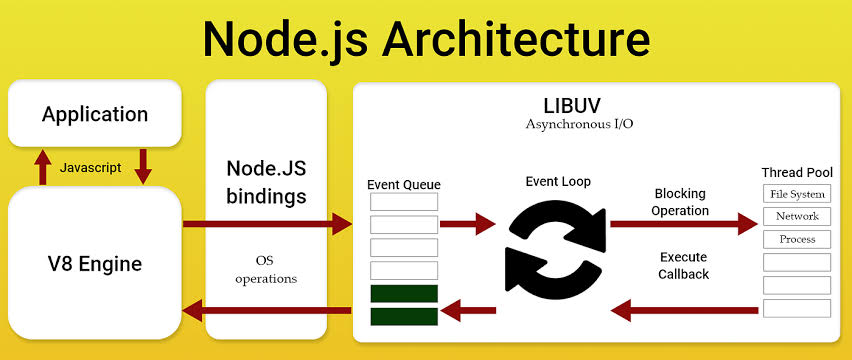 Node.js Architecture
Application
Javascript
V8 Engine
Node.JS
bindings
OS
operations
LIBUV
Asynchronous I/O
Event Queue
Event Loop
Blocking
Operation
Execute
Callback
Thread Pool
File System
Network
Process